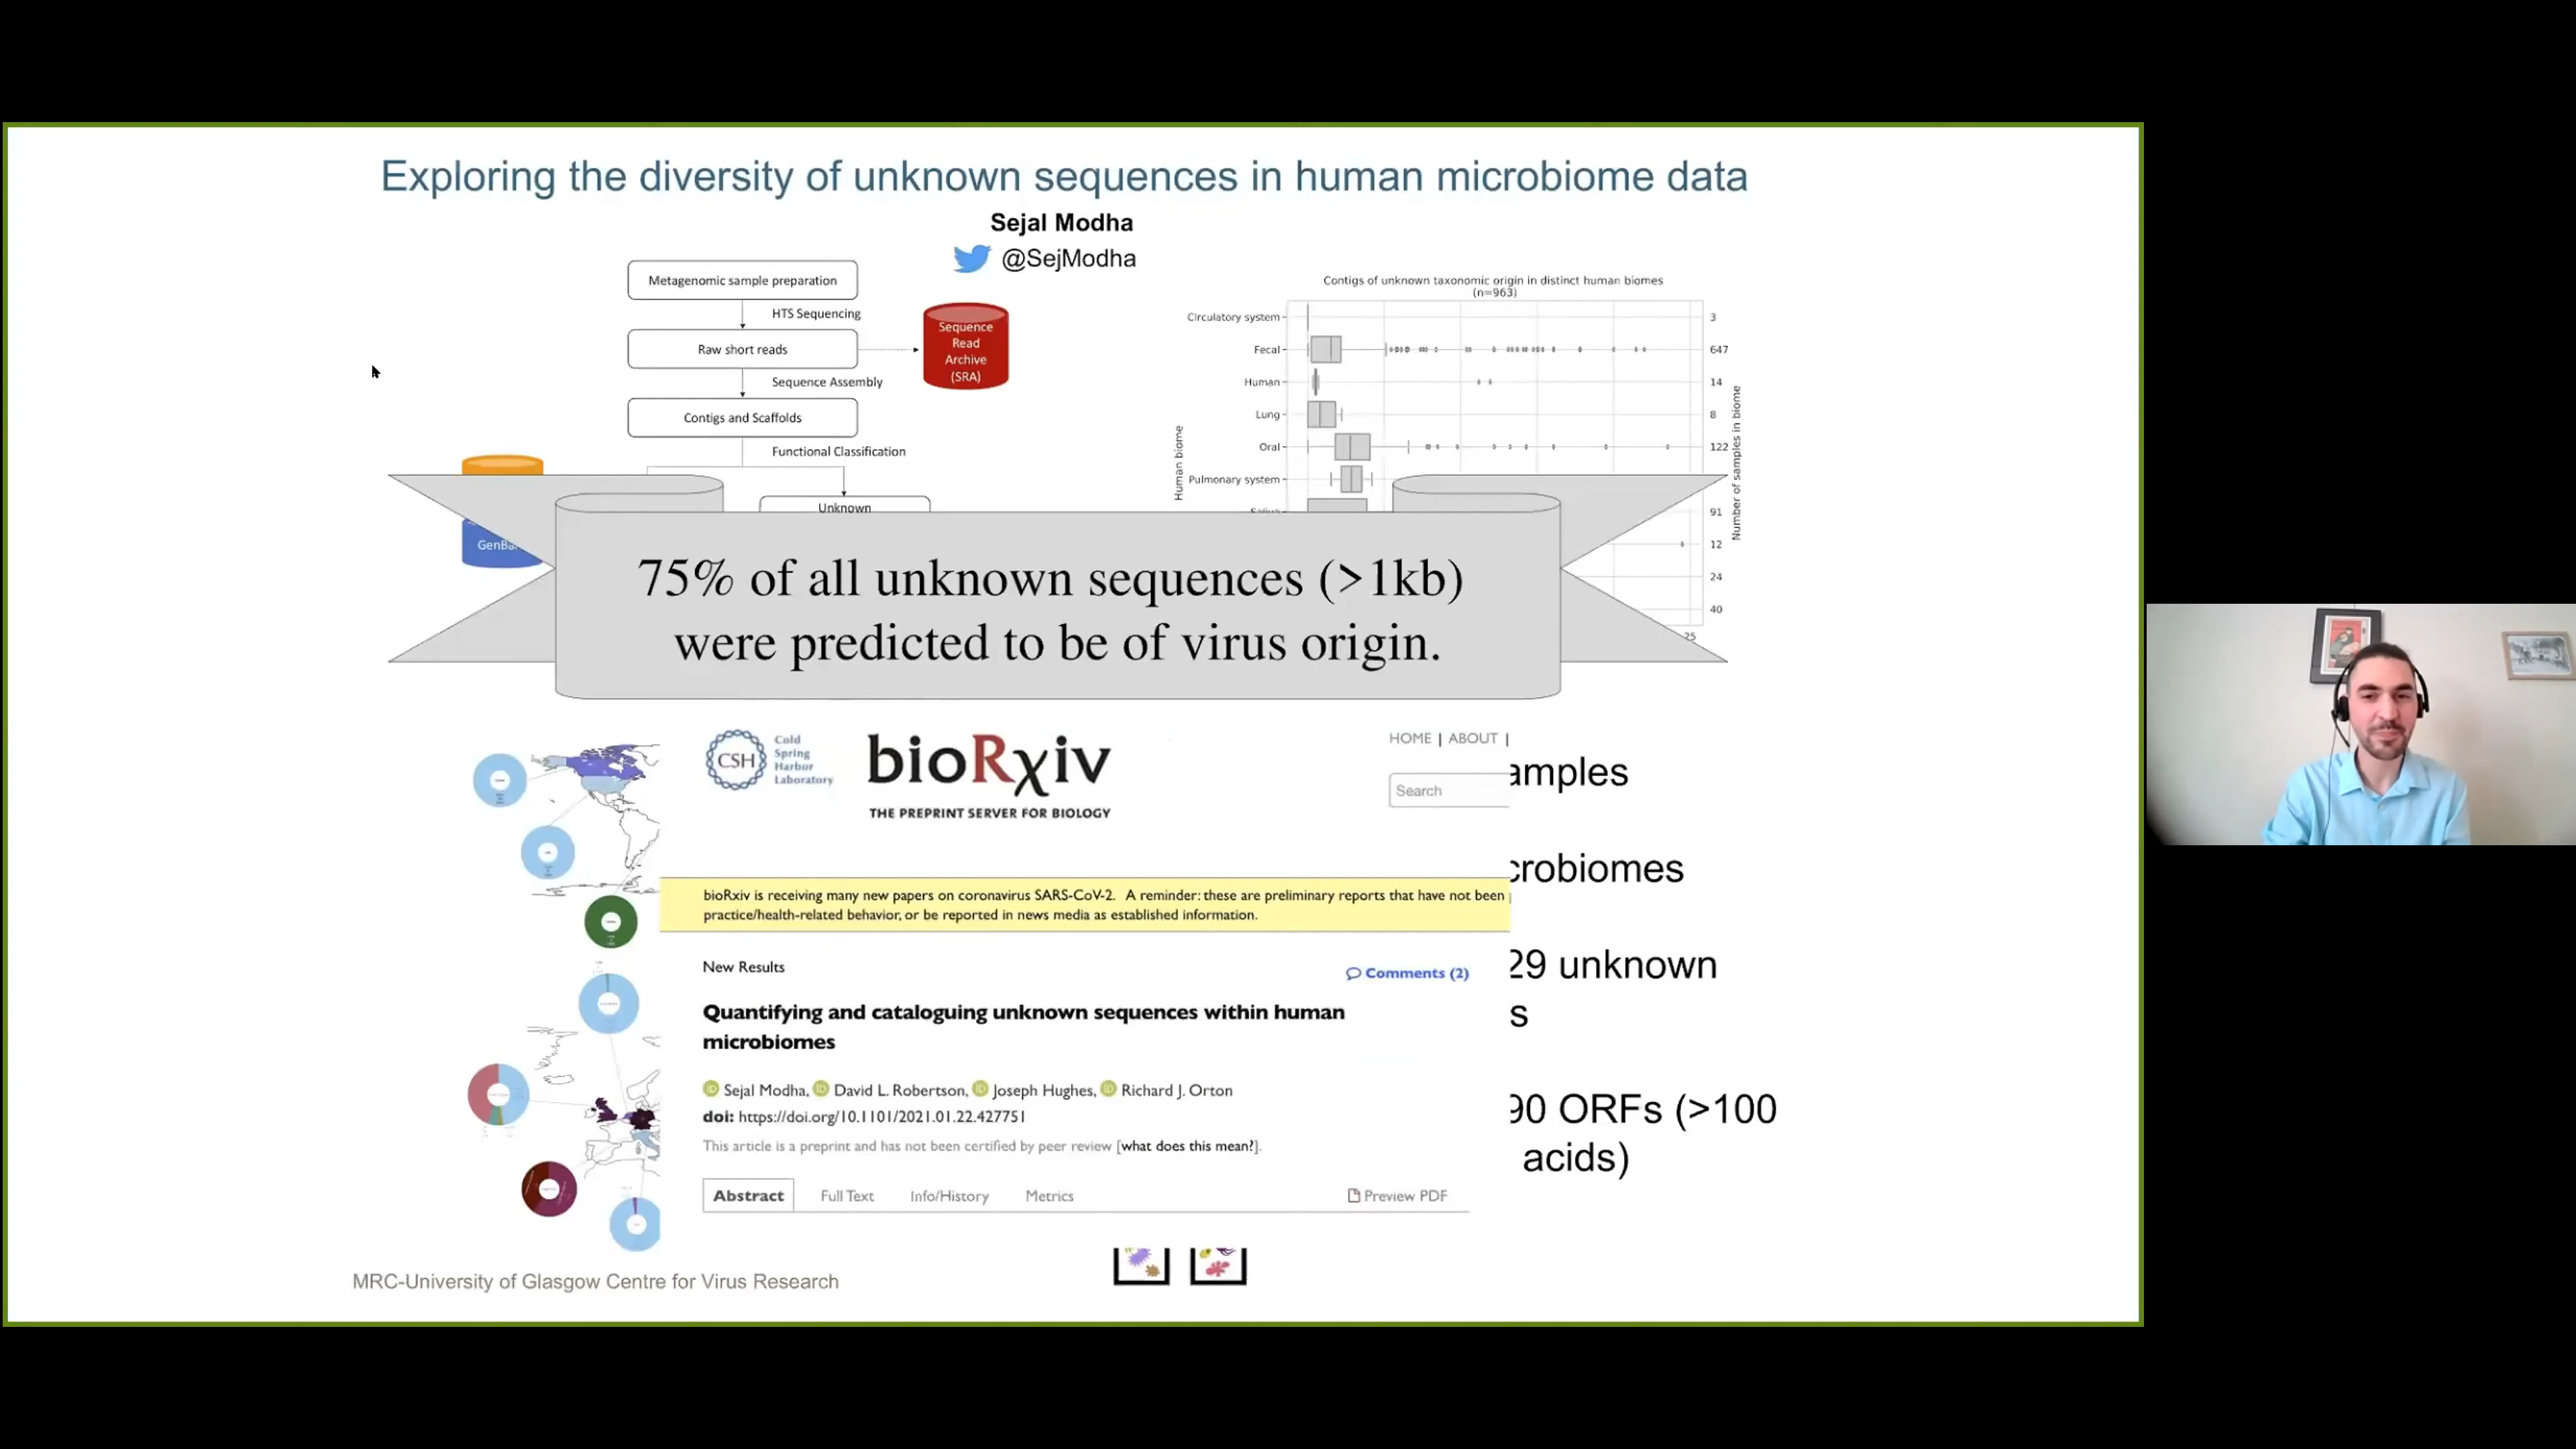 Exploring the diversity of unknown sequences in human microbiome data
Sejal Modha
@SejModha
Metagenomic sample preparation
HTS Sequencing
Raw short reads
Sequence
Read
Archive
(SRA)
Sequence Assembly
Contigs and Scaffolds
Functional Classification
Unknown
Contigs of unknown taxonomic origin in distinct human biomes
(n=963)
Circulatory system
3
Fecal
647
Human
14
Lung
8
Oral
122
Pulmonary system
91
12
24
40
25
Human biome
Number of samples in biome
75% of all unknown sequences (>1kb)
were predicted to be of virus origin.
CSH
Cold
Spring
Harbor
Laboratory
bioRχiv
THE PREPRINT SERVER FOR BIOLOGY
HOME | ABOUT |
Search
amples
crobiomes
29 unknown
s
90 ORFs (>100
acids)
bioRxiv is receiving many new papers on coronavirus SARS-CoV-2. A reminder: these are preliminary reports that have not been
practice/health-related behavior, or be reported in news media as established information.
New Results
Comments (2)
Quantifying and cataloguing unknown sequences within human
microbiomes
Sejal Modha, David L. Robertson, Joseph Hughes, Richard J. Orton
doi: https://doi.org/10.1101/2021.01.22.427751
This article is a preprint and has not been certified by peer review [what does this mean?].
Abstract
Full Text
Info/History
Metrics
Preview PDF
MRC-University of Glasgow Centre for Virus Research